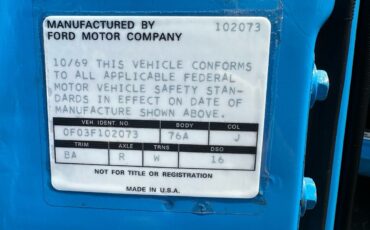 MANUFACTURED BY 102073
FORD MOTOR COMPANY
10/69 THIS VEHICLE CONFORMS
TO ALL APPLICABLE FEDERAL
MOTOR VEHICLE SAFETY STAN-
DARDS IN EFFECT ON DATE OF
MANUFACTURE SHOWN ABOVE.
VEH. IDENT. NO. BODY COL
0F03F102073 76A J
TRIM AXLE TRNS DSO
BA R W 16
NOT FOR TITLE OR REGISTRATION
MADE IN U.S.A.